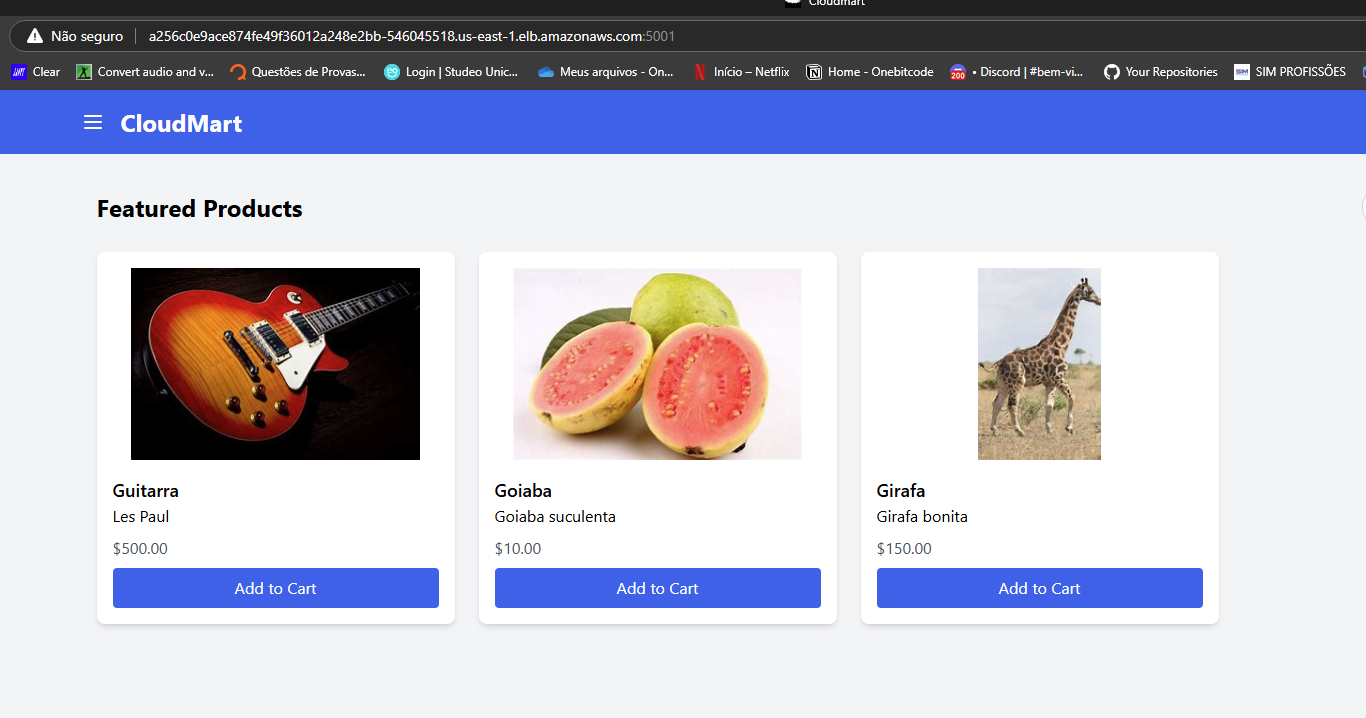 Cloudmart
Não seguro a256c0e9ace874fe49f36012a248e2bb-546045518.us-east-1.elb.amazonaws.com:5001
Clear Convert audio and v... Questões de Provas... Login | Studeo Unic... Meus arquivos - On... Início – Netflix Home - Onebitcode 200 • Discord | #bem-vi... Your Repositories SIM SIM PROFISSÕES
CloudMart
Featured Products
Guitarra
Les Paul
$500.00
Add to Cart
Goiaba
Goiaba suculenta
$10.00
Add to Cart
Girafa
Girafa bonita
$150.00
Add to Cart